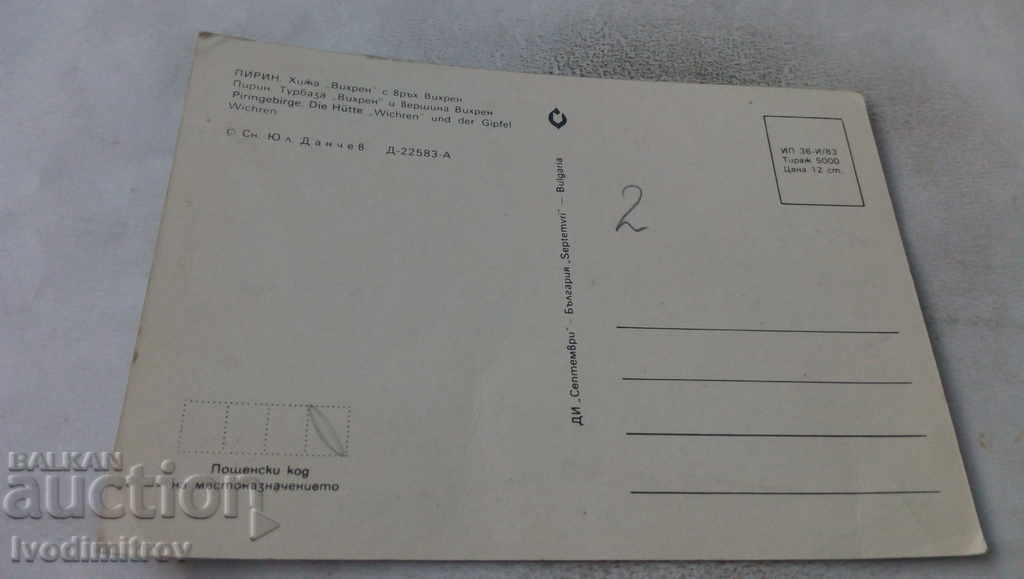 ПИРИН. Хижа „Вихрен" с връх Вихрен
Пирин. Турбаза „Вихрен" и вершина Вихрен
Piringebirge. Die Hütte „Wichren" und der Gipfel
Wichren
© Сн. Юл. Данчев Д-22583-А
ИП 36-И/83
Тираж 5000
Цена 12 ст.
2
ДИ „Септември" – България „Septemvri" – Bulgaria
Пощенски код
на местоназначението
BALKAN
auction
Ivodimitrov